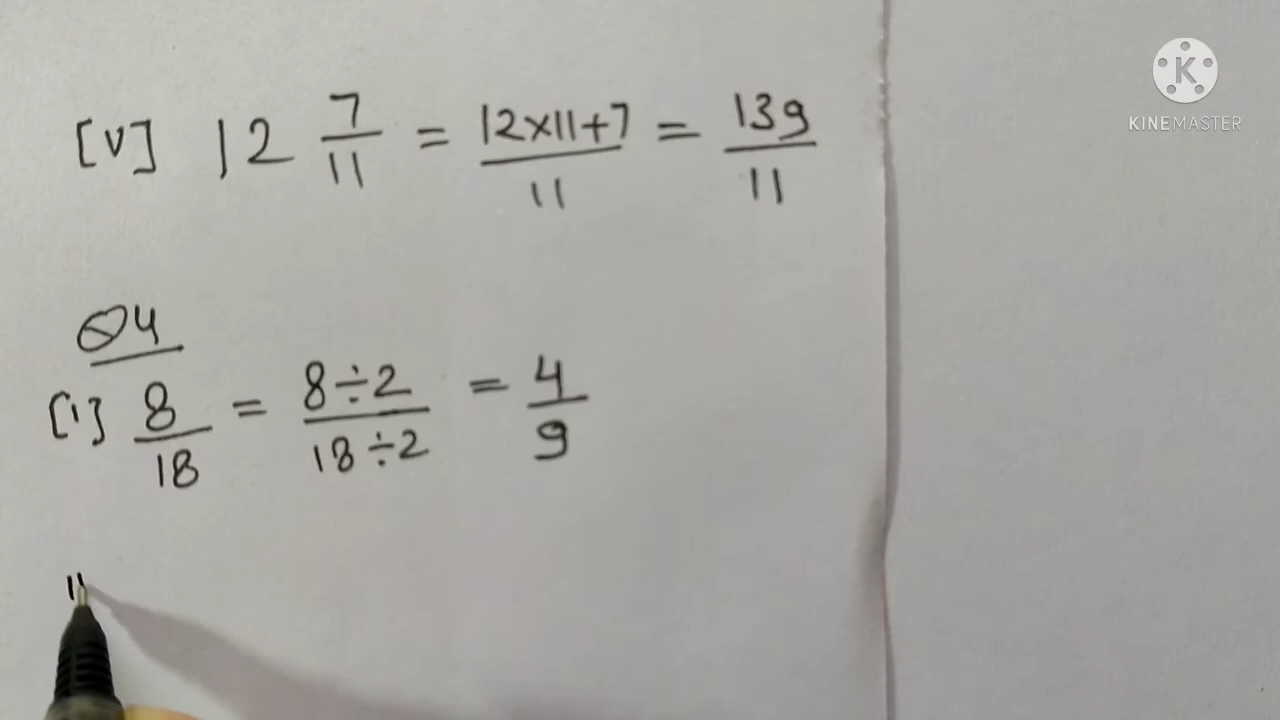 [V] 12 7/11 = 12×11+7/11 = 139/11
Q4
[i] 8/18 = 8÷2/18÷2 = 4/9
11
KINEMASTER